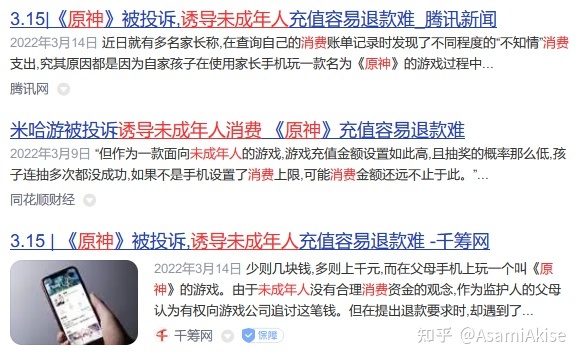 3.15|《原神》被投诉,诱导未成年人充值容易退款难_腾讯新闻
2022年3月14日 近日就有多名家长称,在查询自己的消费账单记录时发现了不同程度的“不知情”消费
支出,究其原因都是因为自家孩子在使用家长手机玩一款名为《原神》的游戏过程中...
腾讯网
米哈游被投诉诱导未成年人消费 《原神》充值容易退款难
2022年3月9日 “但作为一款面向未成年人的游戏,游戏充值金额设置如此高,且抽奖的概率那么低,孩
子连抽多次都没成功,如果不是手机设置了消费上限,可能消费金额还远不止于此。”...
同花顺财经
3.15 | 《原神》被投诉,诱导未成年人充值容易退款难 -千筹网
2022年3月14日 少则几块钱,多则上千元,而在父母手机上玩一个叫《原
神》的游戏。由于未成年人没有合理消费资金的观念,作为监护人的父母
认为有权向游戏公司追讨这笔钱。但在提出退款要求时,却遇到了...
千筹网 保障
知乎 @AsamiAkise